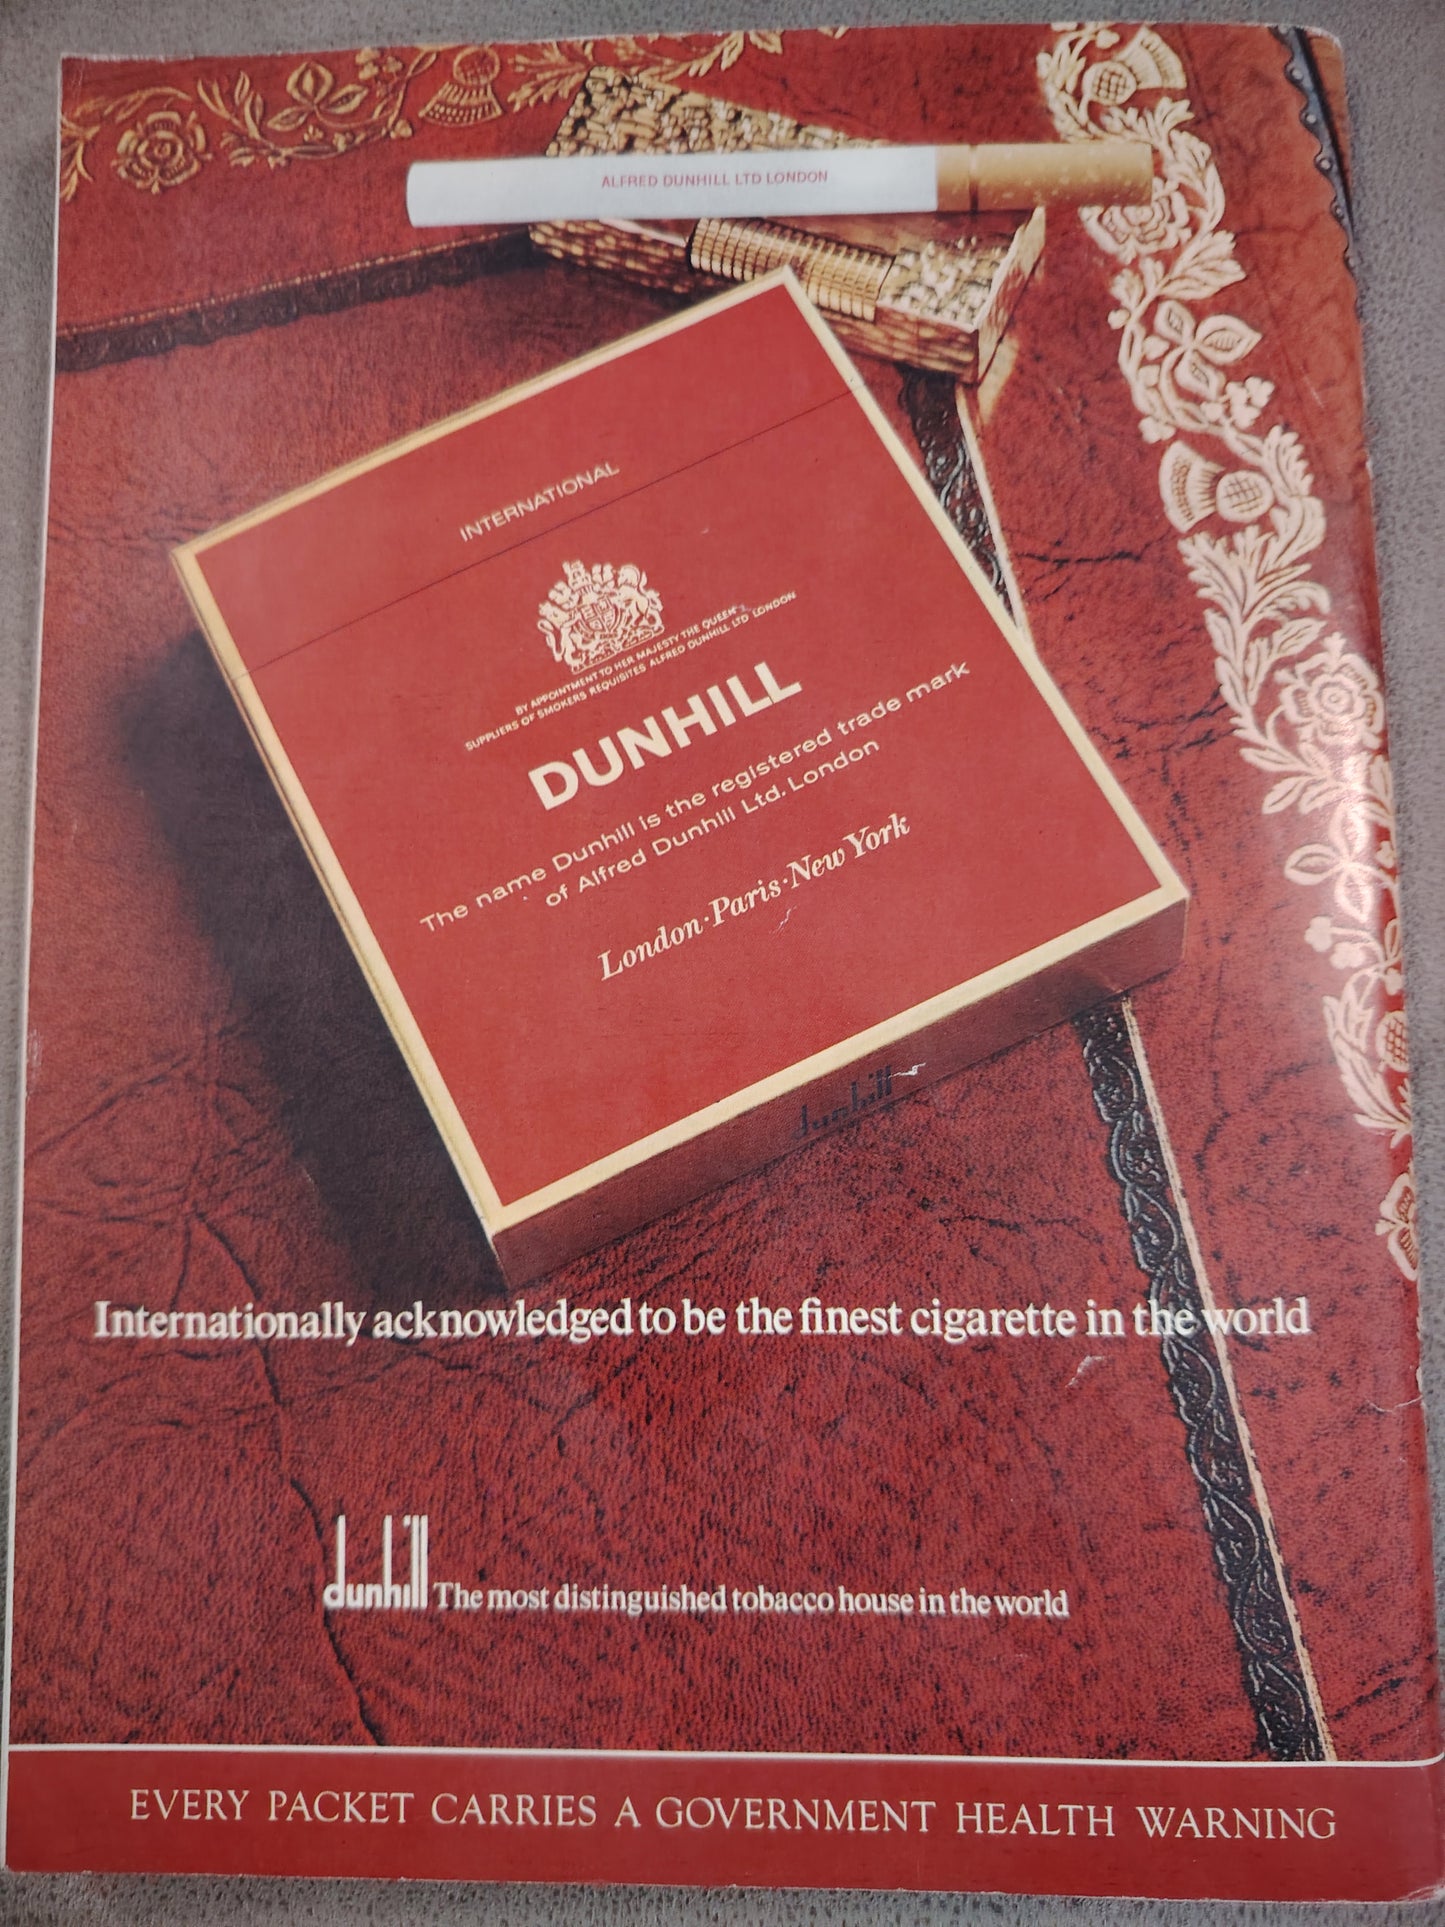 ALFRED DUNHILL LTD LONDON
INTERNATIONAL
BY APPOINTMENT TO HER MAJESTY THE QUEEN
SUPPLIERS OF SMOKERS REQUISITES ALFRED DUNHILL LTD LONDON
DUNHILL
The name Dunhill is the registered trade mark
of Alfred Dunhill Ltd. London
London·Paris·New York
dunhill
Internationally acknowledged to be the finest cigarette in the world
dunhill The most distinguished tobacco house in the world
EVERY PACKET CARRIES A GOVERNMENT HEALTH WARNING